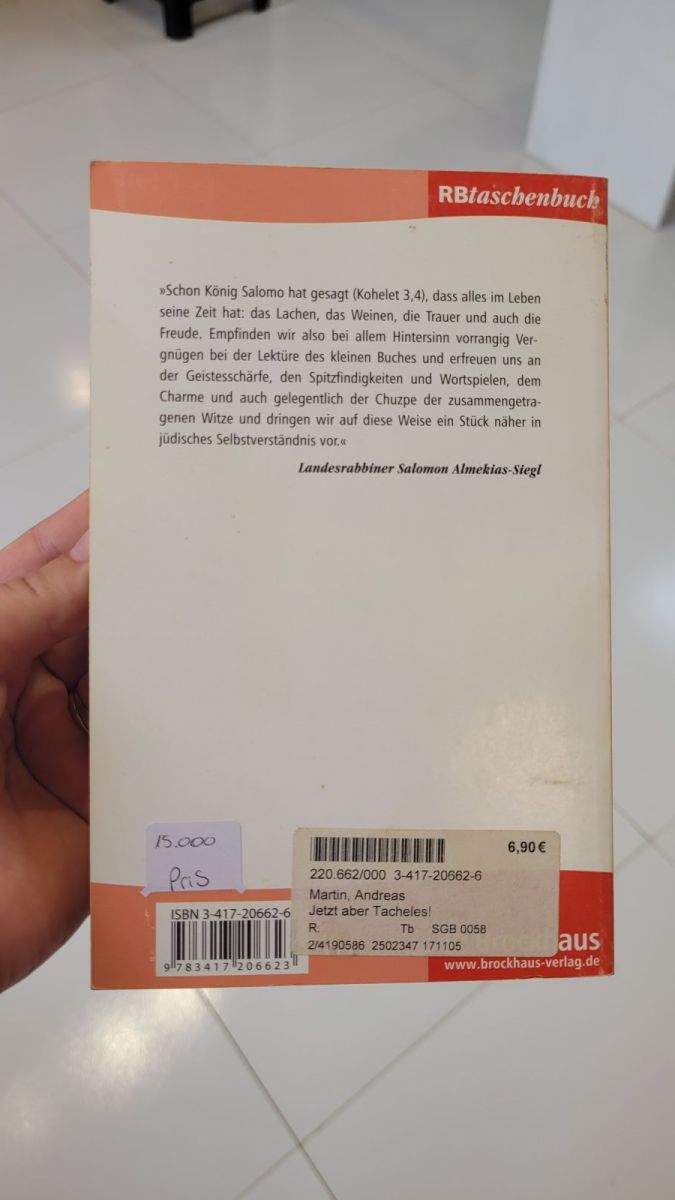 RBtaschenbuch
»Schon König Salomo hat gesagt (Kohelet 3,4), dass alles im Leben
seine Zeit hat: das Lachen, das Weinen, die Trauer und auch die
Freude. Empfinden wir also bei allem Hintersinn vorrangig Ver-
gnügen bei der Lektüre des kleinen Buches und erfreuen uns an
der Geistesschärfe, den Spitzfindigkeiten und Wortspielen, dem
Charme und auch gelegentlich der Chuzpe der zusammengetra-
genen Witze und dringen wir auf diese Weise ein Stück näher in
jüdisches Selbstverständnis vor.«
Landesrabbiner Salomon Almekias-Siegl
15.000
Pris
6,90 €
220.662/000 3-417-20662-6
Martin, Andreas
Jetzt aber Tacheles!
R. Tb SGB 0058
2/4190586 2502347 171105
ISBN 3-417-20662-6
9 783417 206623
brockhaus
www.brockhaus-verlag.de